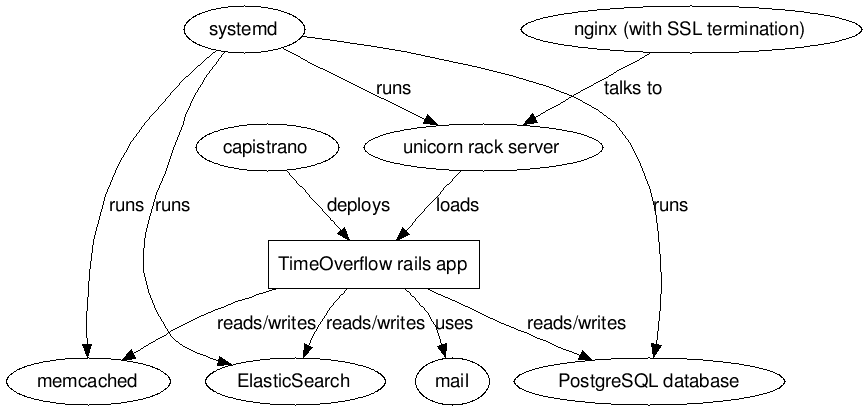 systemd
nginx (with SSL termination)
runs
talks to
capistrano
unicorn rack server
runs
runs
deploys
loads
runs
TimeOverflow rails app
reads/writes
reads/writes
uses
reads/writes
memcached
ElasticSearch
mail
PostgreSQL database